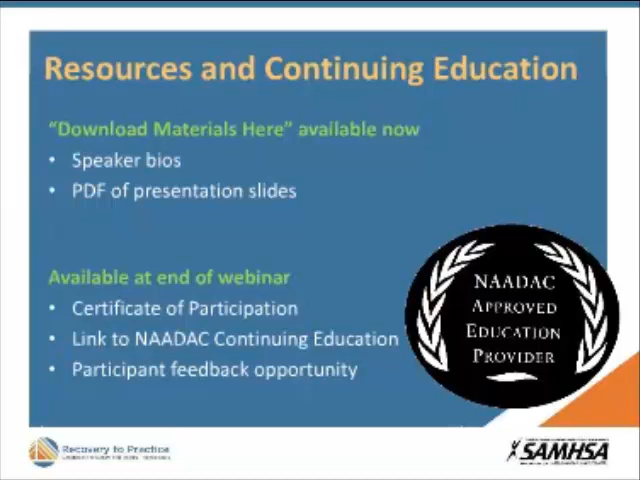 Resources and Continuing Education
“Download Materials Here” available now
• Speaker bios
• PDF of presentation slides
Available at end of webinar
• Certificate of Participation
• Link to NAADAC Continuing Education
• Participant feedback opportunity
NAADAC
APPROVED
EDUCATION
PROVIDER
Recovery to Practice
SAMHSA